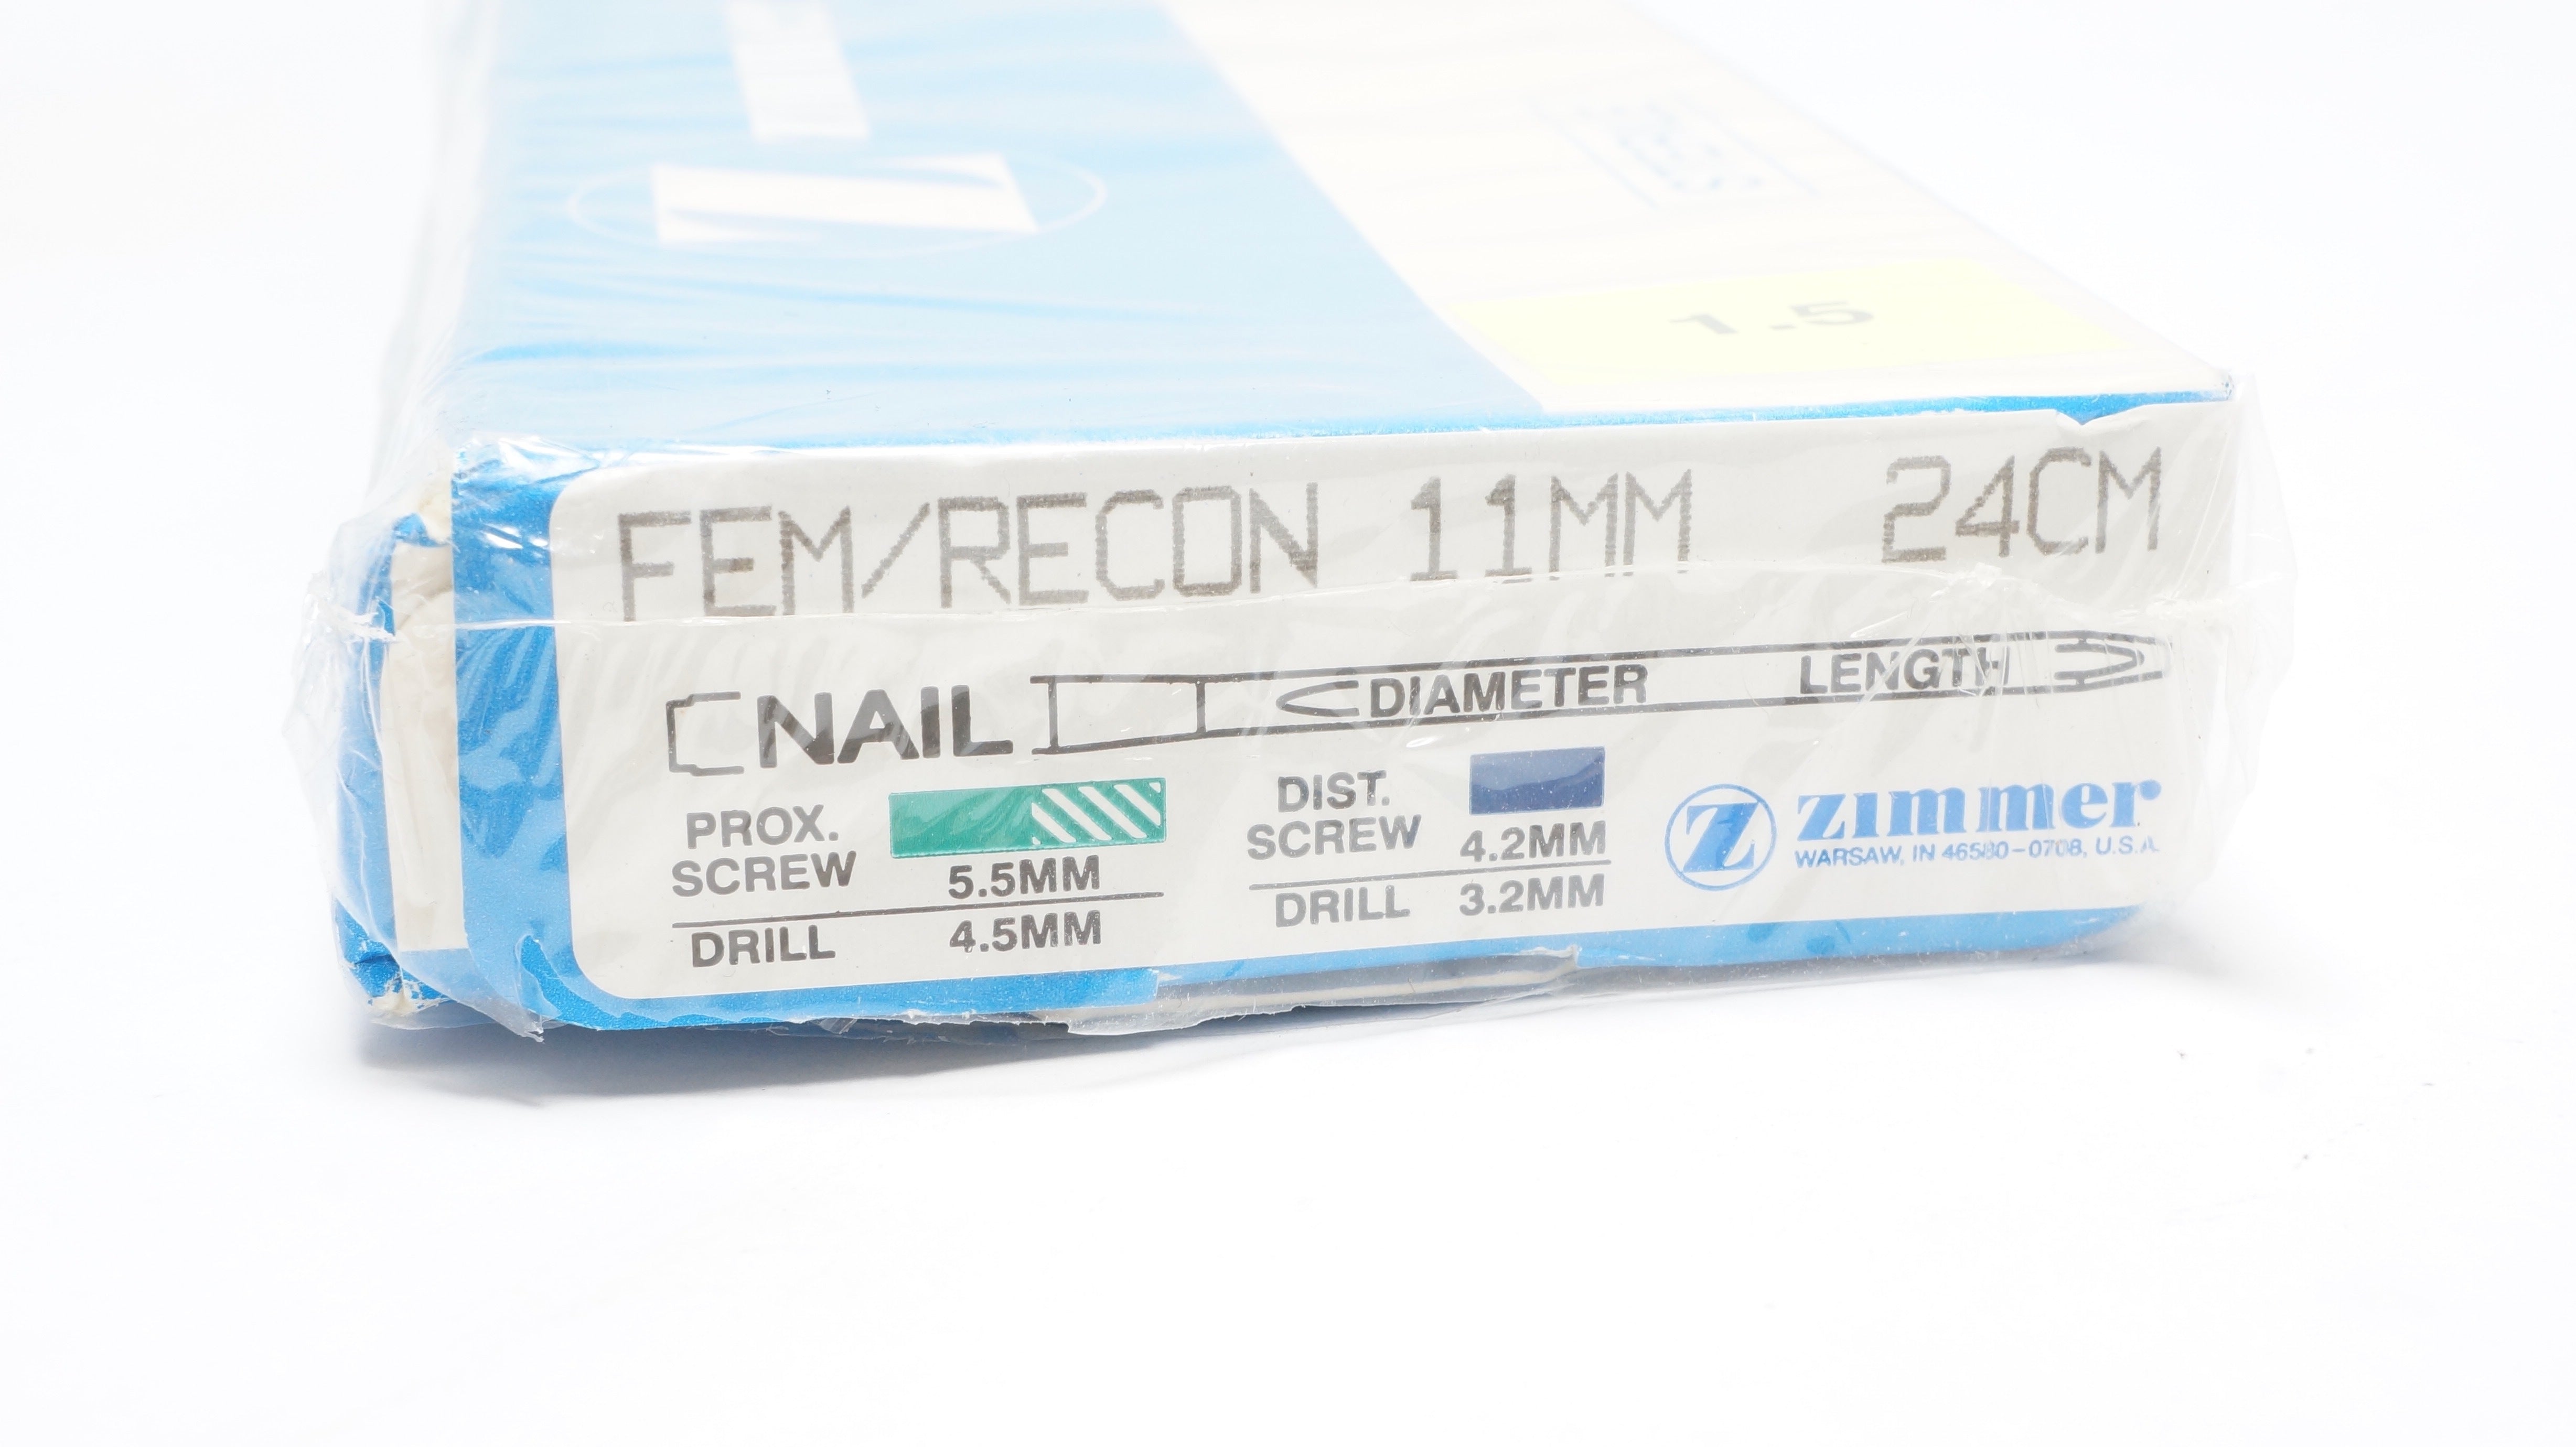 1.5
FEM/RECON 11MM 24CM
NAIL DIAMETER LENGTH
PROX. SCREW 5.5MM
DRILL 4.5MM
DIST. SCREW 4.2MM
DRILL 3.2MM
Z zimmer
WARSAW, IN 46580-0708, U.S.A.